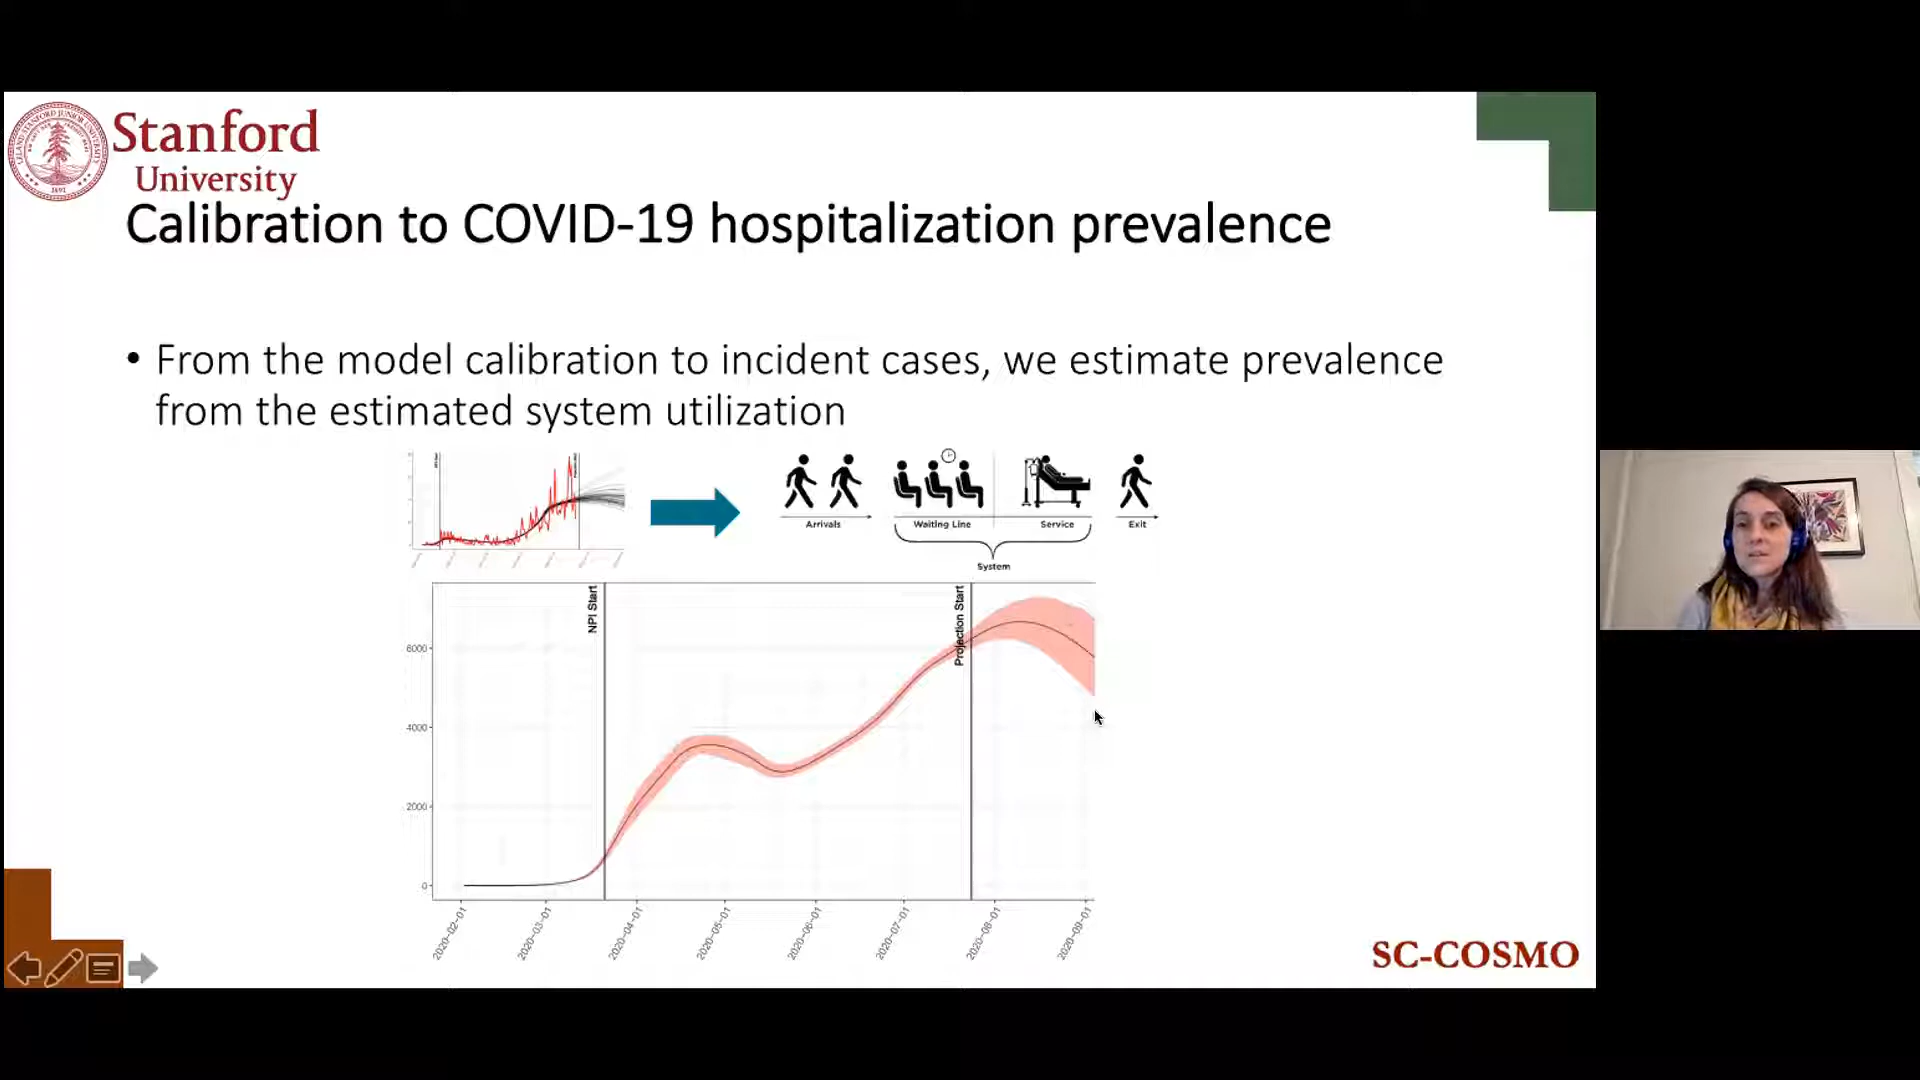 Stanford
University
Calibration to COVID-19 hospitalization prevalence
• From the model calibration to incident cases, we estimate prevalence
from the estimated system utilization
Arrivals
Waiting Line
Service
Exit
System
NPI Start
Projection Start
6000
4000
2000
0
2020-02-01
2020-03-01
2020-04-01
2020-05-01
2020-06-01
2020-07-01
2020-08-01
2020-09-01
SC-COSMO